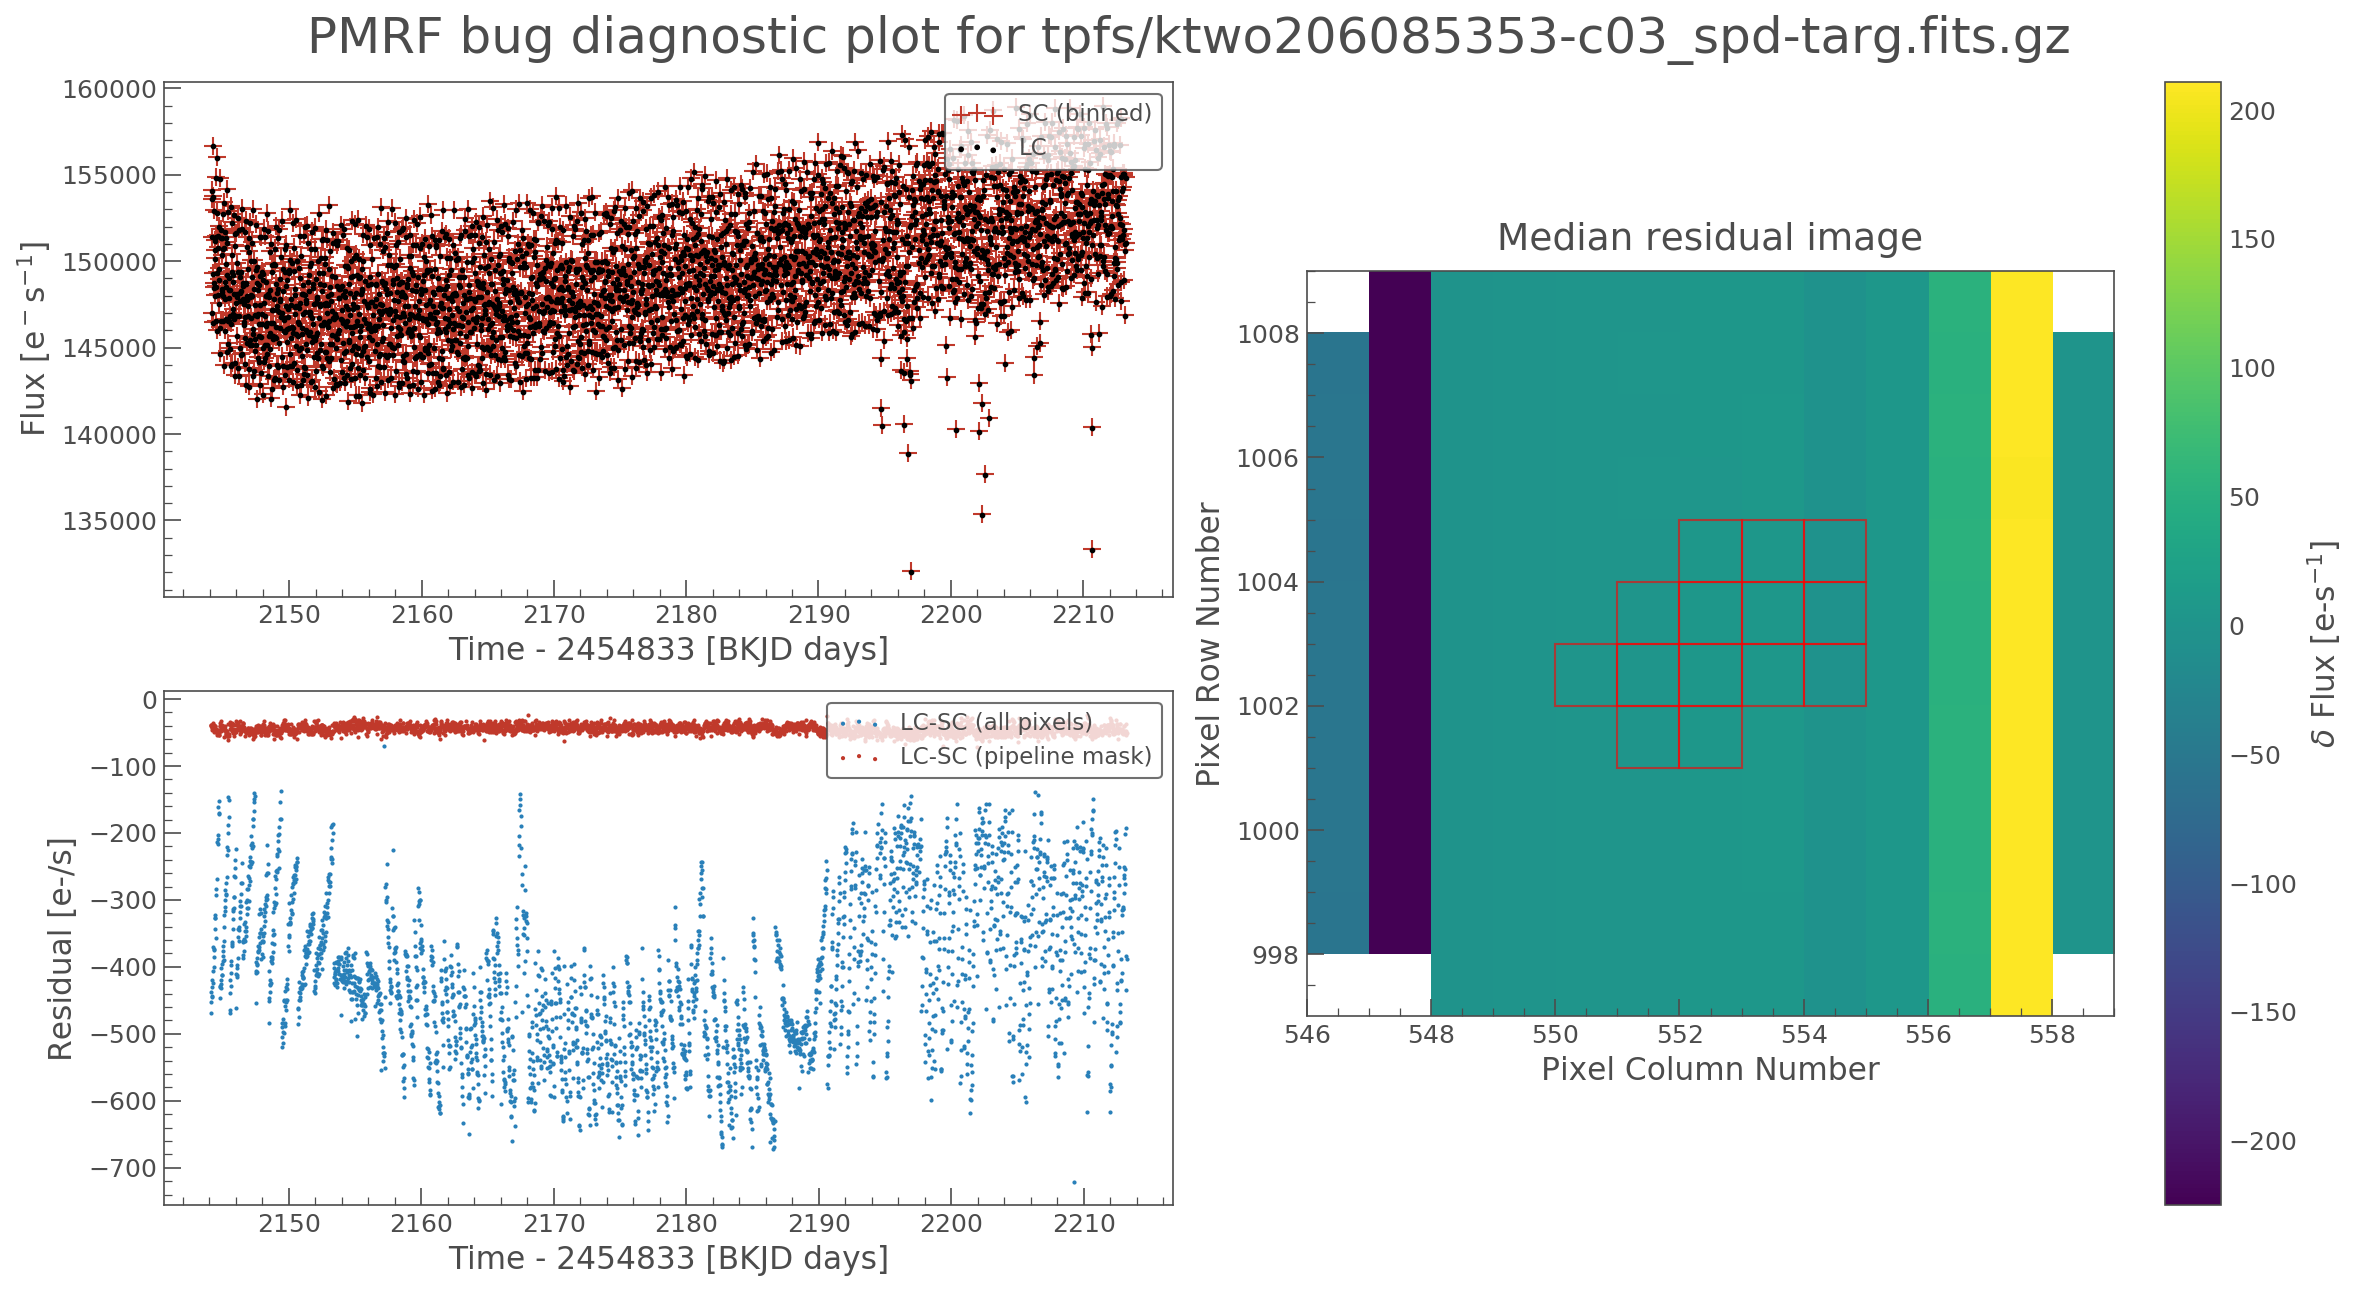 PMRF bug diagnostic plot for tpfs/ktwo206085353-c03_spd-targ.fits.gz
160000
155000
150000
145000
140000
135000
Flux [e⁻s⁻¹]
SC (binned)
LC
2150 2160 2170 2180 2190 2200 2210
Time - 2454833 [BKJD days]
0
−100
−200
−300
−400
−500
−600
−700
Residual [e-/s]
LC-SC (all pixels)
LC-SC (pipeline mask)
2150 2160 2170 2180 2190 2200 2210
Time - 2454833 [BKJD days]
Median residual image
1008
1006
1004
1002
1000
998
Pixel Row Number
546 548 550 552 554 556 558
Pixel Column Number
200
150
100
50
0
−50
−100
−150
−200
δ Flux [e-s⁻¹]